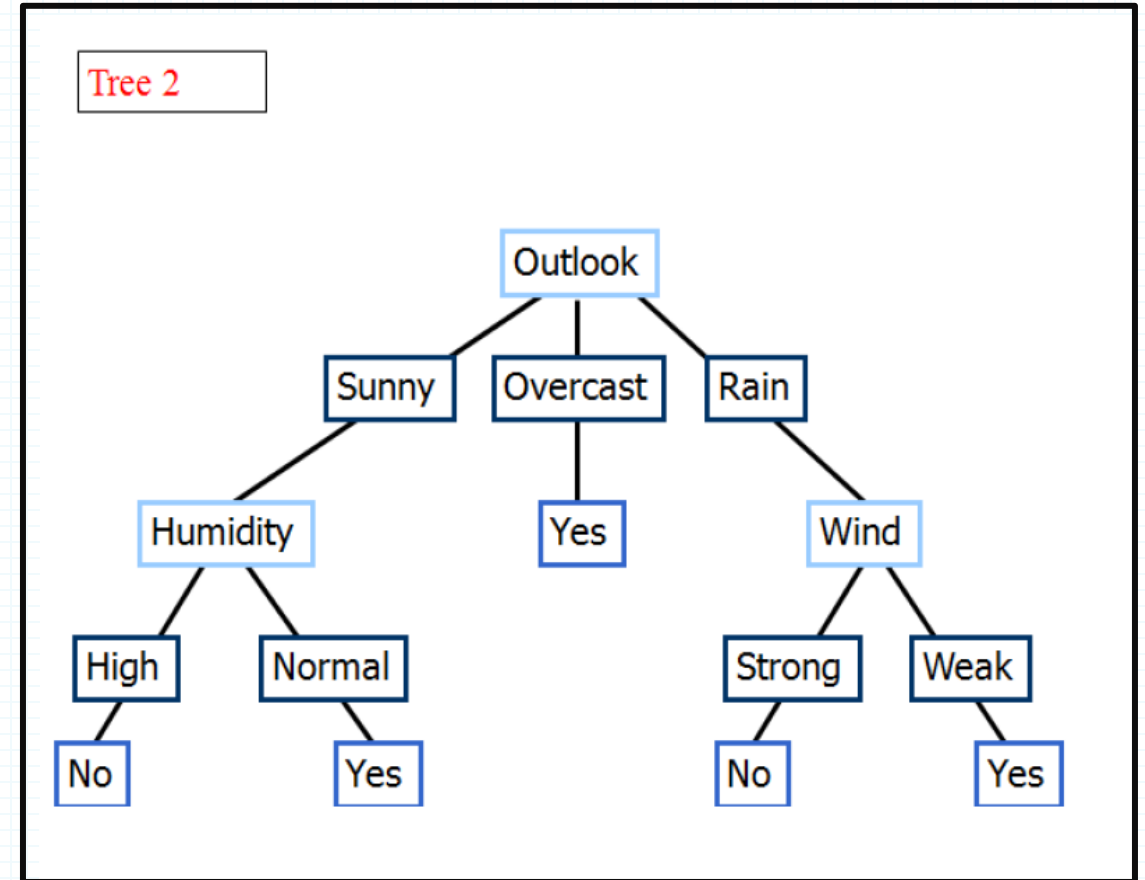 Tree 2
Outlook
Sunny Overcast Rain
Humidity Yes Wind
High Normal Strong Weak
No Yes No Yes